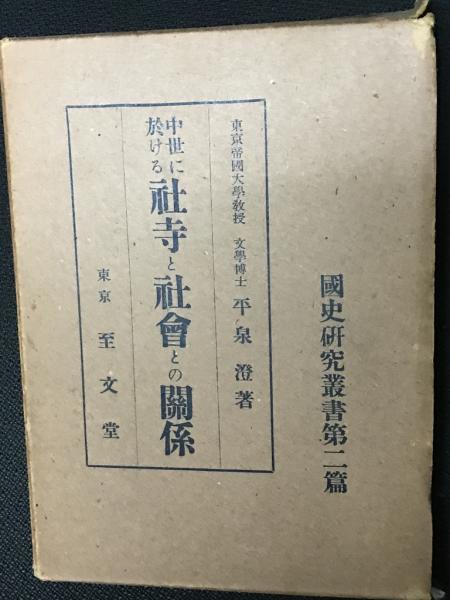 國史研究叢書第二篇
東京帝國大學教授 文學博士 平泉澄著
中世に於ける社寺と社會との關係
東京 至文堂